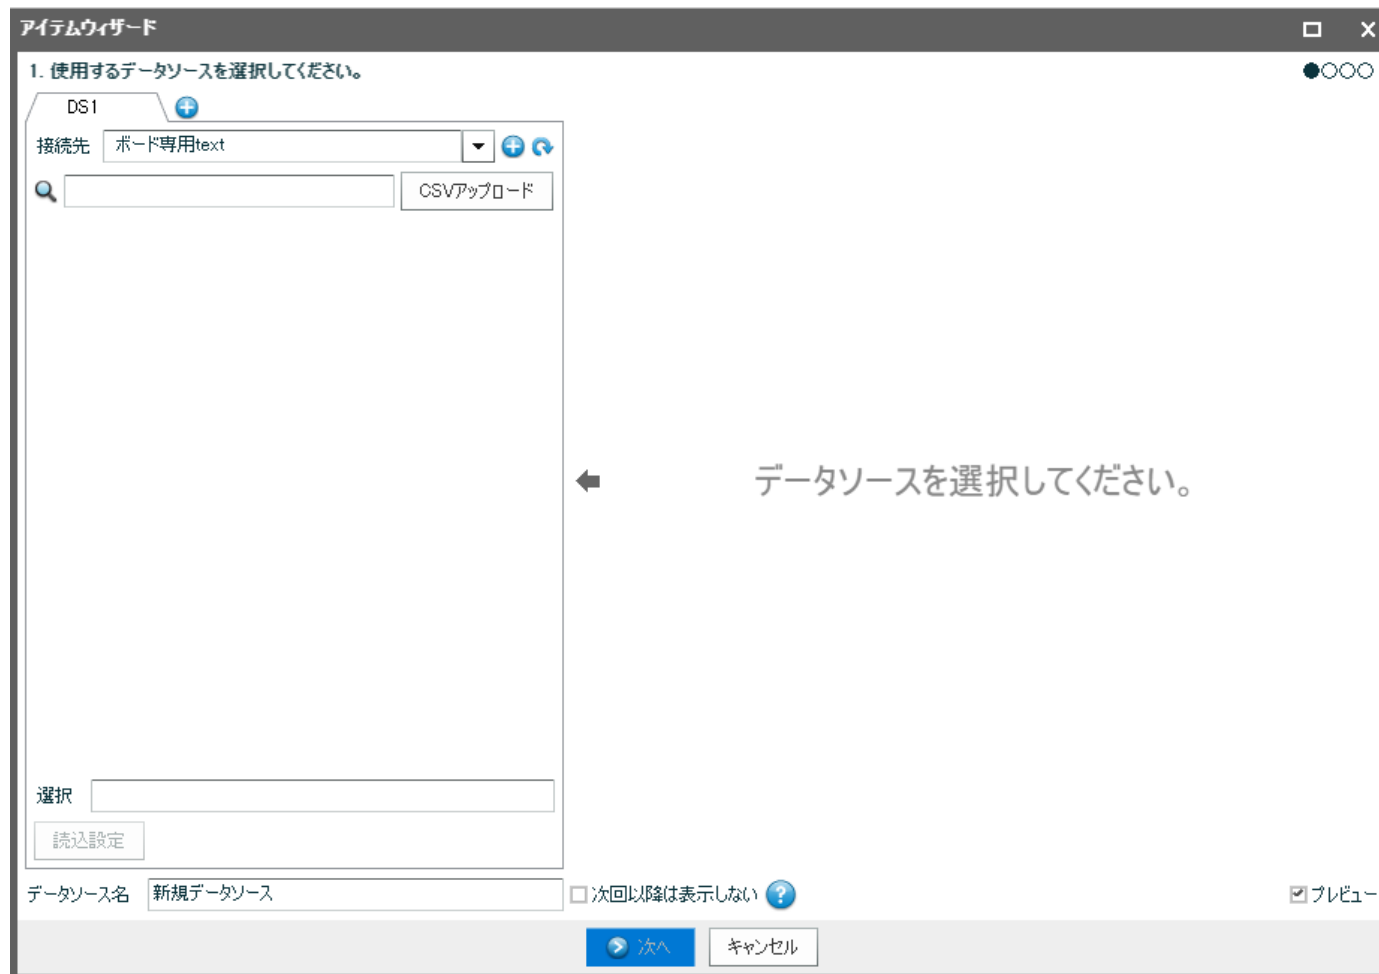 アイテムウィザード
1. 使用するデータソースを選択してください。
DS1
接続先 ボード専用text
CSVアップロード
データソースを選択してください。
選択
読込設定
データソース名 新規データソース 次回以降は表示しない プレビュー
次へ キャンセル